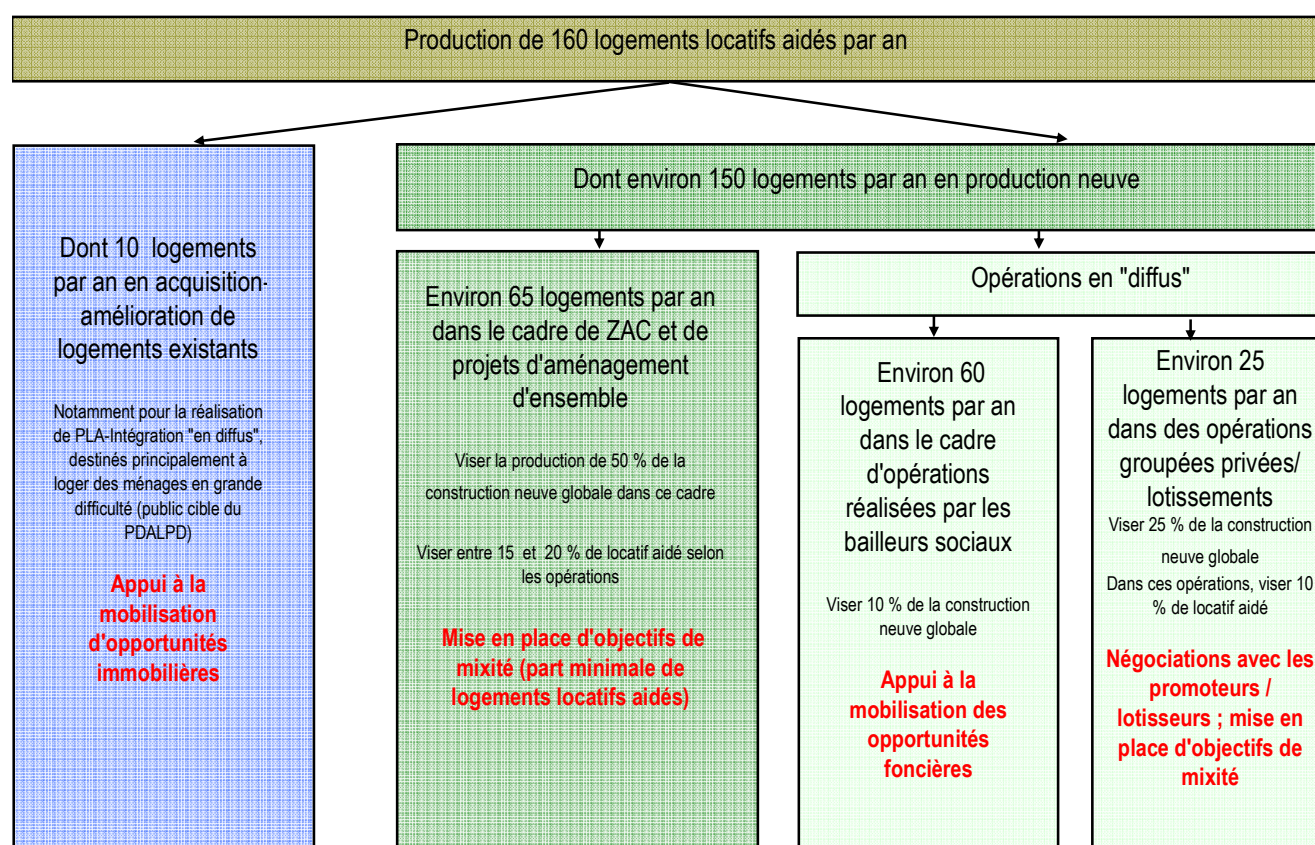 Production de 160 logements locatifs aidés par an
Dont 10 logements
par an en acquisition-
amélioration de
logements existants
Notamment pour la réalisation
de PLA-Intégration "en diffus",
destinés principalement à
loger des ménages en grande
difficulté (public cible du
PDALPD)
Appui à la
mobilisation
d'opportunités
immobilières
Dont environ 150 logements par an en production neuve
Environ 65 logements par an
dans le cadre de ZAC et de
projets d'aménagement
d'ensemble
Viser la production de 50 % de la
construction neuve globale dans ce cadre
Viser entre 15 et 20 % de locatif aidé selon
les opérations
Mise en place d'objectifs de
mixité (part minimale de
logements locatifs aidés)
Opérations en "diffus"
Environ 60
logements par an
dans le cadre
d'opérations
réalisées par les
bailleurs sociaux
Viser 10 % de la construction
neuve globale
Appui à la
mobilisation des
opportunités
foncières
Environ 25
logements par an
dans des opérations
groupées privées/
lotissements
Viser 25 % de la construction
neuve globale
Dans ces opérations, viser 10
% de locatif aidé
Négociations avec les
promoteurs /
lotisseurs ; mise en
place d'objectifs de
mixité